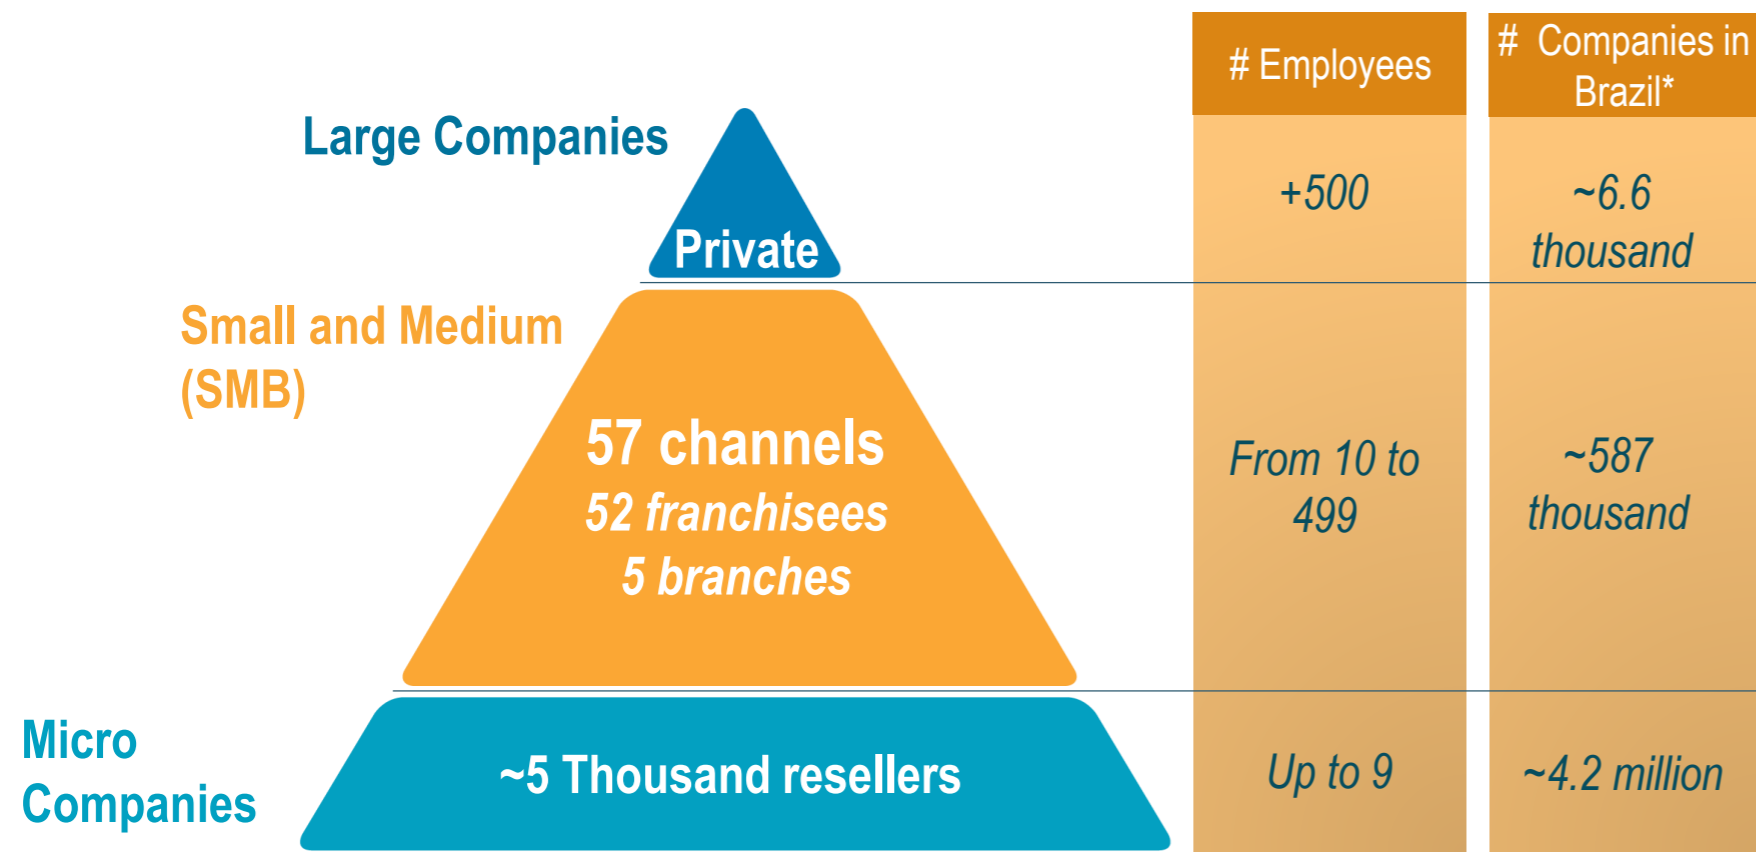 # Employees
# Companies in
Brazil*
Large Companies
Private
+500
~6.6
thousand
Small and Medium
(SMB)
57 channels
52 franchisees
5 branches
From 10 to
499
~587
thousand
Micro
Companies
~5 Thousand resellers
Up to 9
~4.2 million